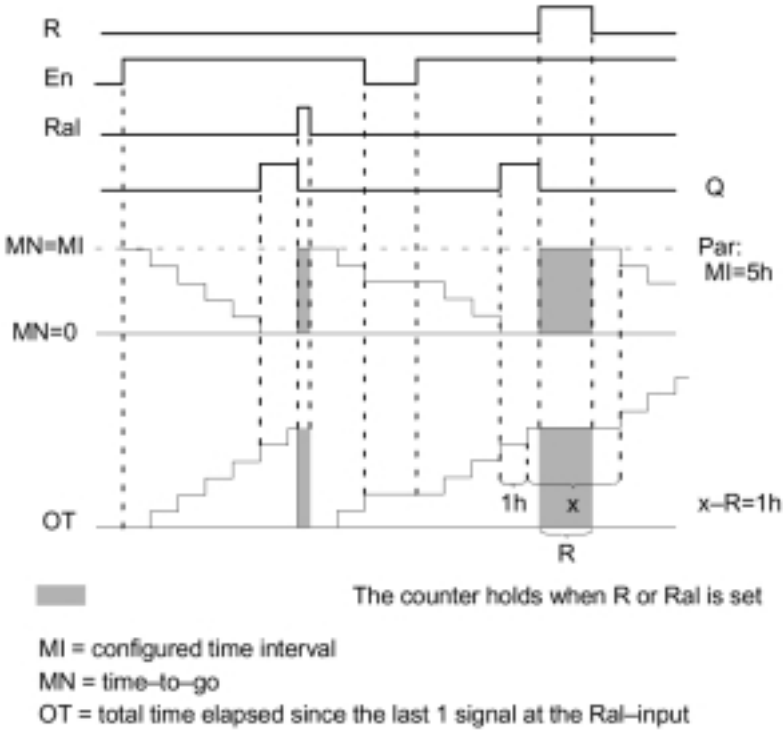 R
En
Ral
Q
MN=MI
Par:
MI=5h
MN=0
1h
x
x–R=1h
OT
R
The counter holds when R or Ral is set
MI = configured time interval
MN = time–to–go
OT = total time elapsed since the last 1 signal at the Ral–input